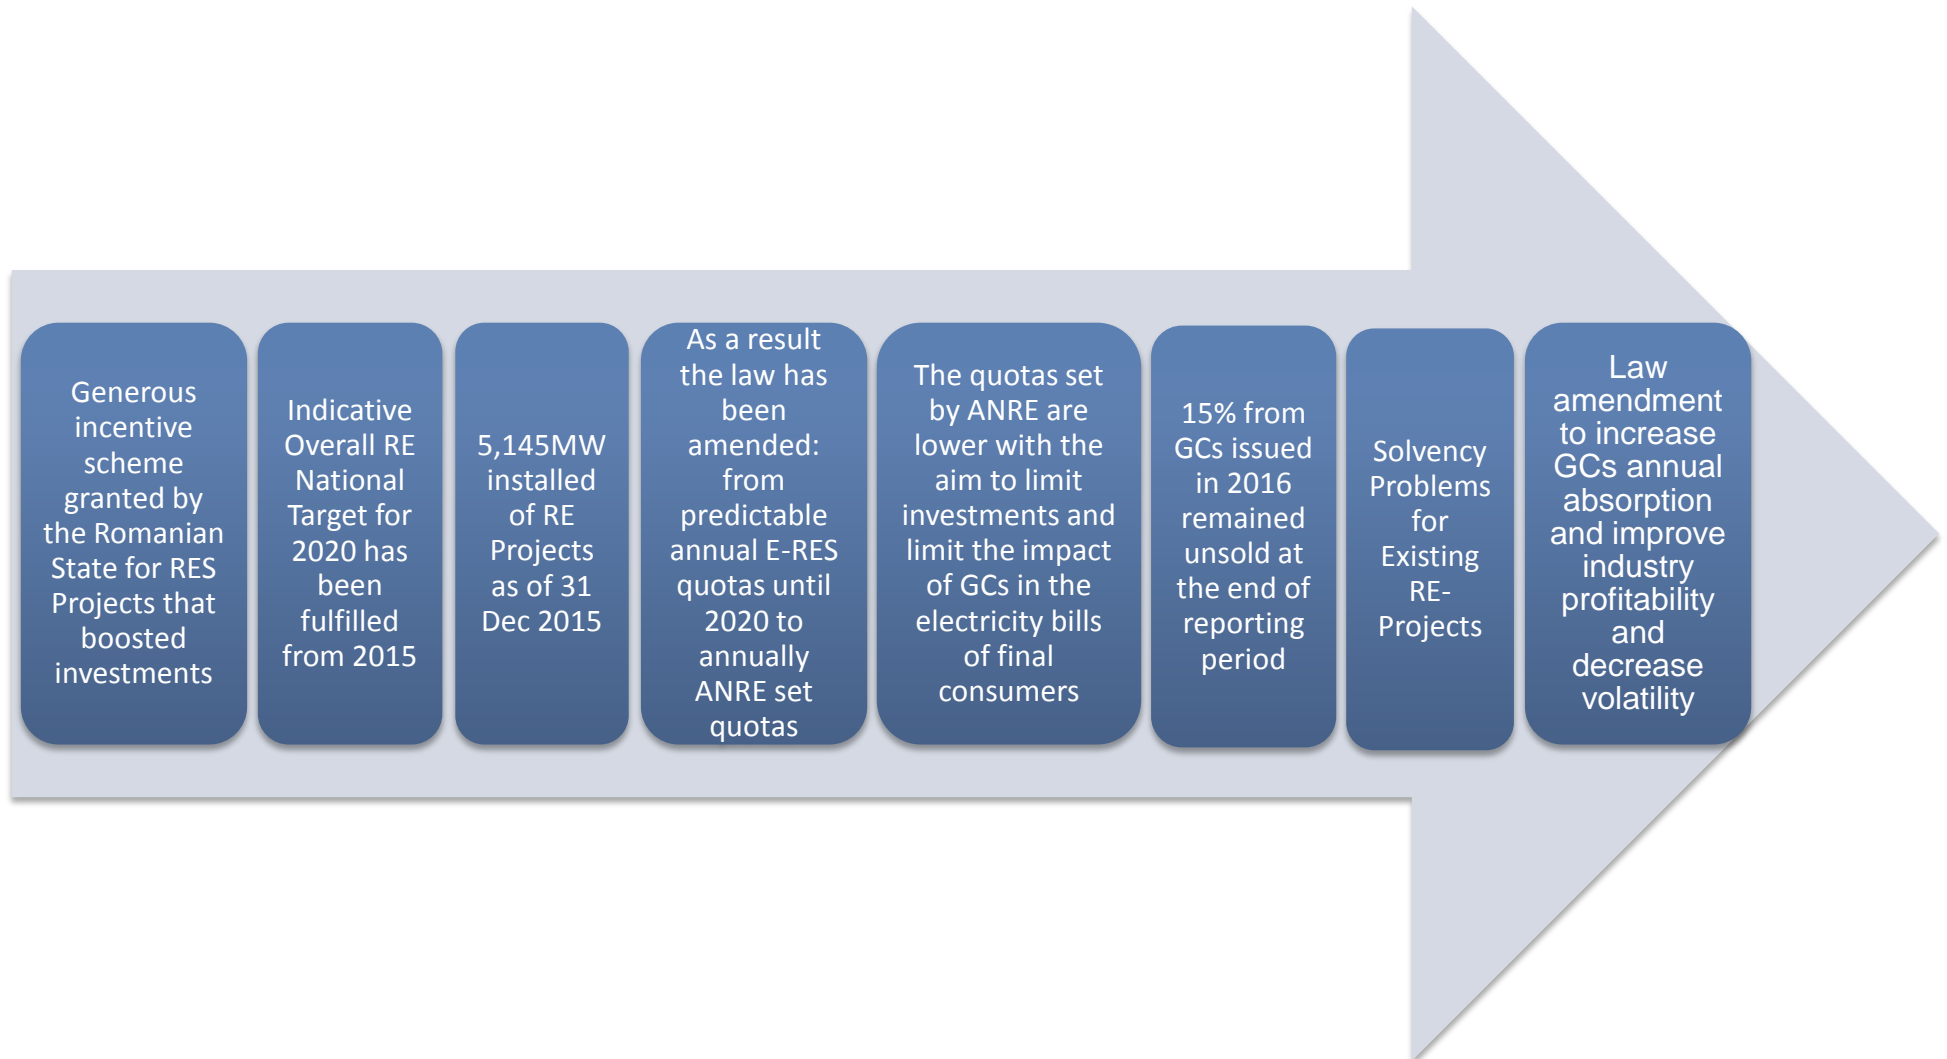 Generous
incentive
scheme
granted by
the Romanian
State for RES
Projects that
boosted
investments
Indicative
Overall RE
National
Target for
2020 has
been
fulfilled
from 2015
5,145MW
installed
of RE
Projects
as of 31
Dec 2015
As a result
the law has
been
amended:
from
predictable
annual E-RES
quotas until
2020 to
annually
ANRE set
quotas
The quotas set
by ANRE are
lower with the
aim to limit
investments and
limit the impact
of GCs in the
electricity bills
of final
consumers
15% from
GCs issued
in 2016
remained
unsold at
the end of
reporting
period
Solvency
Problems
for
Existing
RE-
Projects
Law
amendment
to increase
GCs annual
absorption
and improve
industry
profitability
and
decrease
volatility